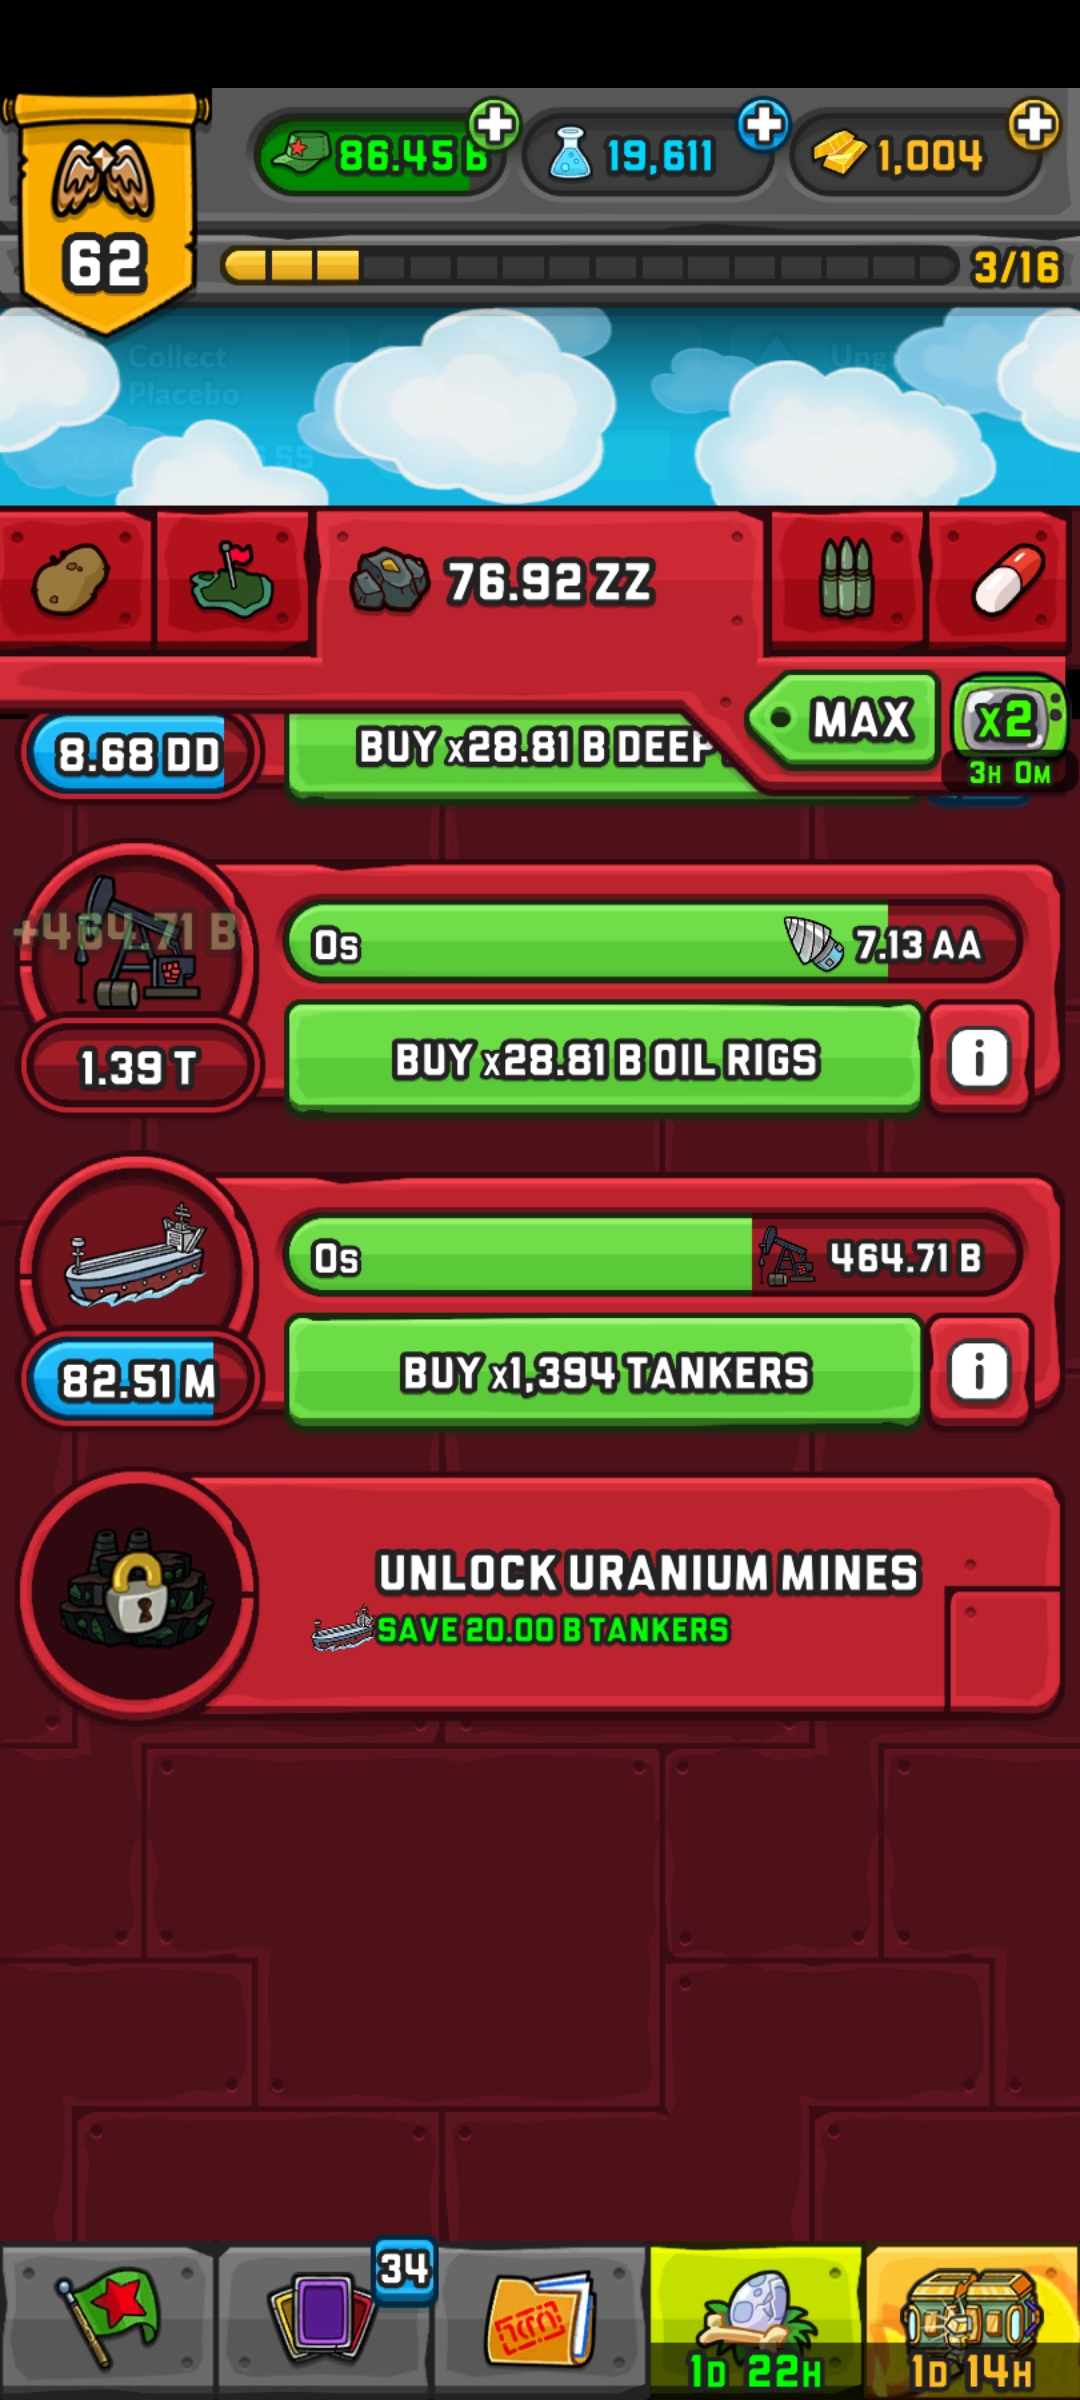 86.45 B
19,611
1,004
62
3/16
Collect
Placebo
76.92 ZZ
MAX
x2
3H 0M
8.68 DD
BUY x28.81 B DEEP
+464.71 B
0s
7.13 AA
1.39 T
BUY x28.81 B OIL RIGS
i
0s
464.71 B
82.51 M
BUY x1,394 TANKERS
i
UNLOCK URANIUM MINES
SAVE 20.00 B TANKERS
34
1D 22H
1D 14H